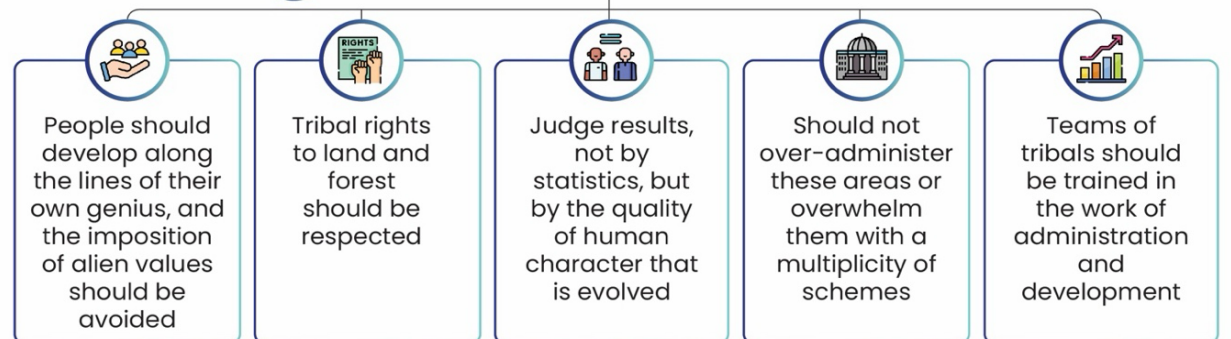 RIGHTS
People should
develop along
the lines of their
own genius, and
the imposition
of alien values
should be
avoided
Tribal rights
to land and
forest
should be
respected
Judge results,
not by
statistics, but
by the quality
of human
character that
is evolved
Should not
over-administer
these areas or
overwhelm
them with a
multiplicity of
schemes
Teams of
tribals should
be trained in
the work of
administration
and
development